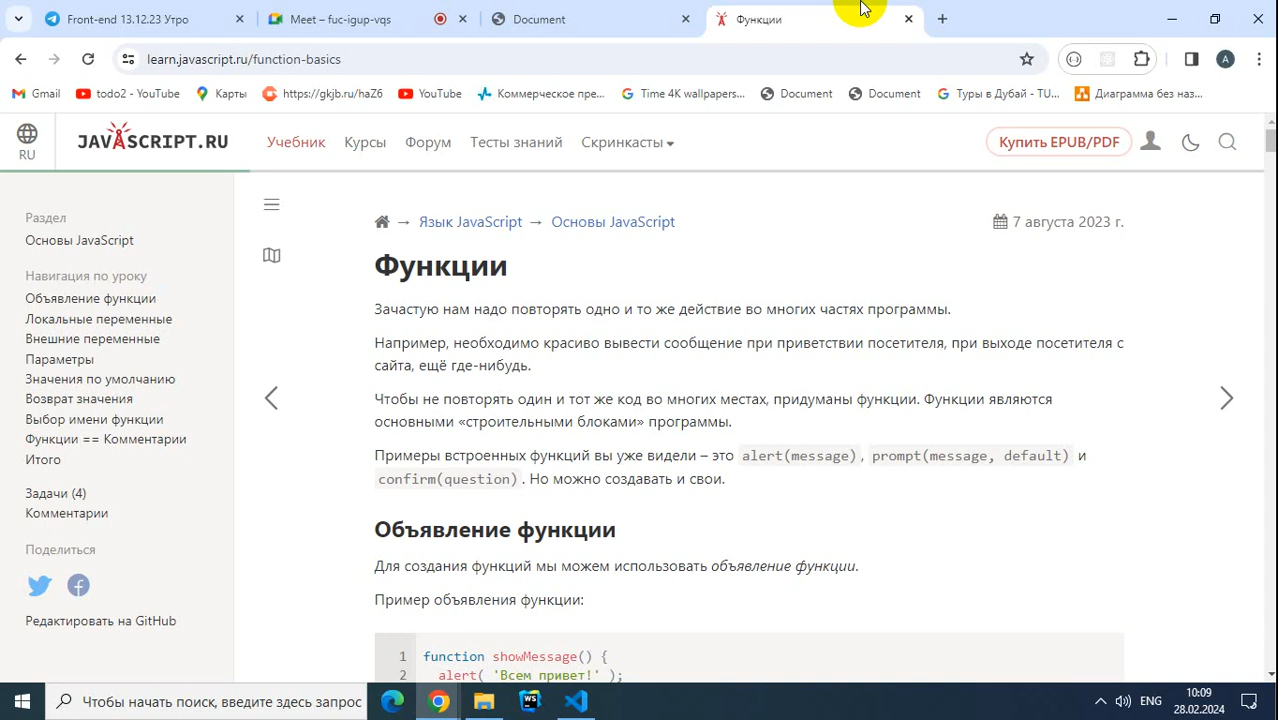 Front-end 13.12.23 Утро
Meet – fuc-igup-vqs
Document
Функции
learn.javascript.ru/function-basics
A
Gmail
todo2 - YouTube
Карты
https://gkjb.ru/haZ6
YouTube
Коммерческое пре...
Time 4K wallpapers...
Document
Document
Туры в Дубай - TU...
Диаграмма без наз...
RU
JAVASCRIPT.RU
Учебник
Курсы
Форум
Тесты знаний
Скринкасты
Купить EPUB/PDF
Раздел
Основы JavaScript
Навигация по уроку
Объявление функции
Локальные переменные
Внешние переменные
Параметры
Значения по умолчанию
Возврат значения
Выбор имени функции
Функции == Комментарии
Итого
Задачи (4)
Комментарии
Поделиться
Редактировать на GitHub
→ Язык JavaScript → Основы JavaScript
7 августа 2023 г.
Функции
Зачастую нам надо повторять одно и то же действие во многих частях программы.
Например, необходимо красиво вывести сообщение при приветствии посетителя, при выходе посетителя с
сайта, ещё где-нибудь.
Чтобы не повторять один и тот же код во многих местах, придуманы функции. Функции являются
основными «строительными блоками» программы.
Примеры встроенных функций вы уже видели – это alert(message), prompt(message, default) и
confirm(question). Но можно создавать и свои.
Объявление функции
Для создания функций мы можем использовать объявление функции.
Пример объявления функции:
1 function showMessage() {
2 alert( 'Всем привет!' );
Чтобы начать поиск, введите здесь запрос
ENG
10:09
28.02.2024